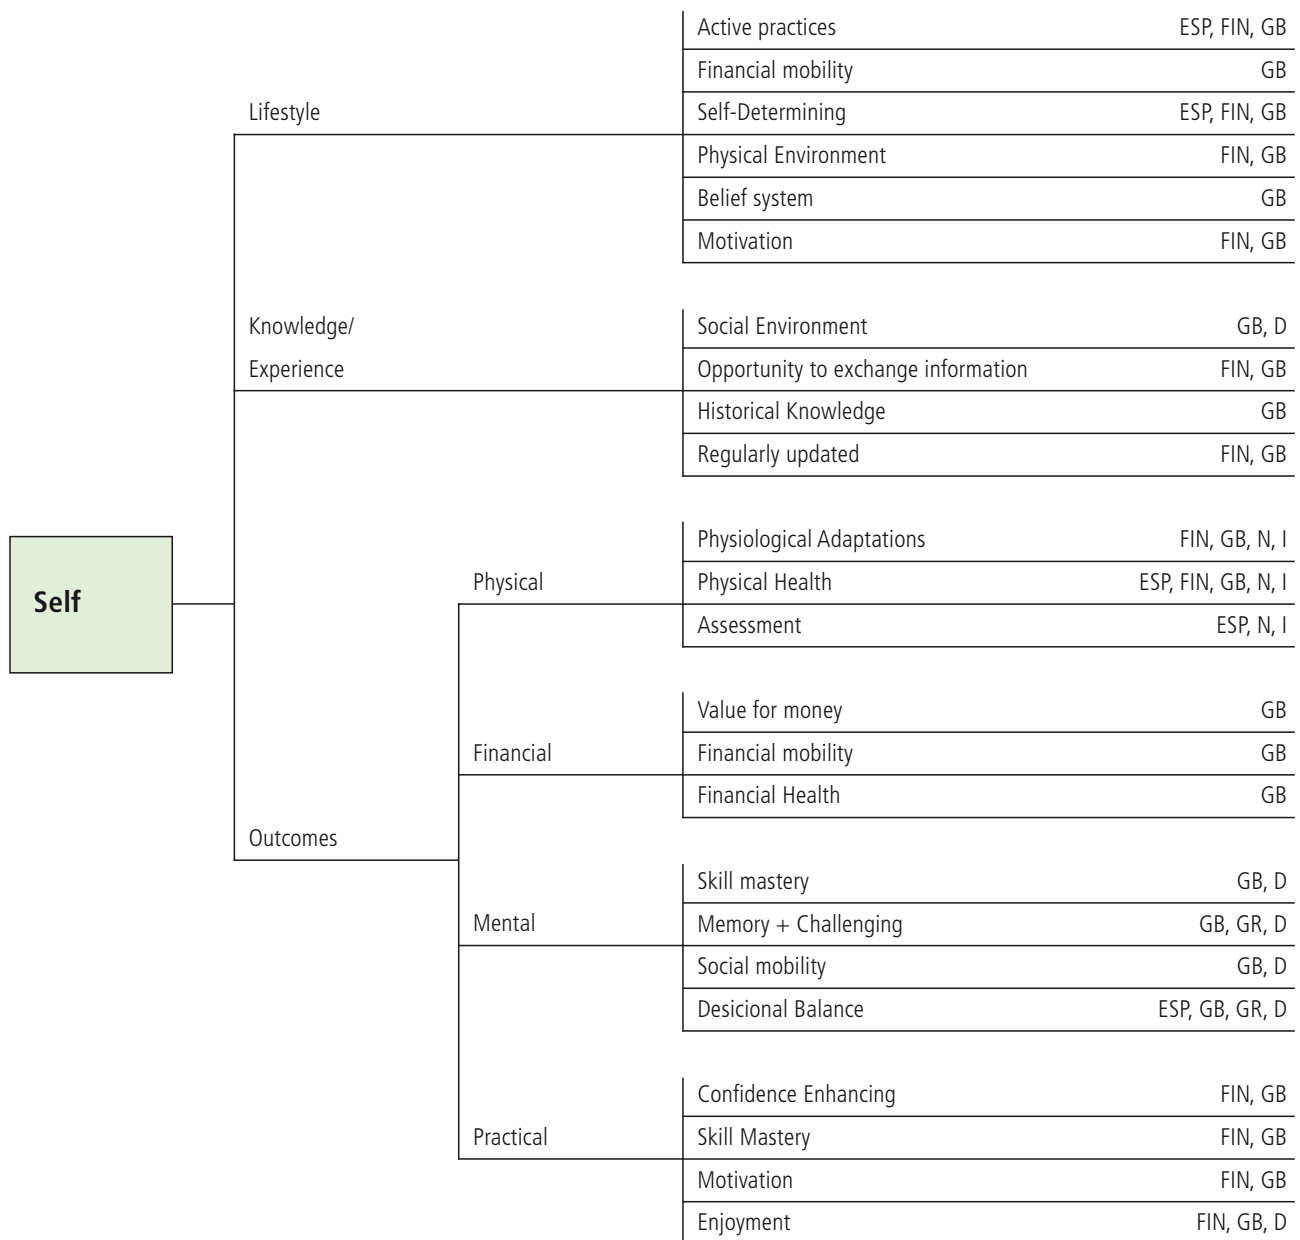 Active practices ESP, FIN, GB
Financial mobility GB
Lifestyle Self-Determining ESP, FIN, GB
Physical Environment FIN, GB
Belief system GB
Motivation FIN, GB
Knowledge/ Social Environment GB, D
Experience Opportunity to exchange information FIN, GB
Historical Knowledge GB
Regularly updated FIN, GB
Physiological Adaptations FIN, GB, N, I
Physical Physical Health ESP, FIN, GB, N, I
Self
Assessment ESP, N, I
Value for money GB
Financial Financial mobility GB
Financial Health GB
Outcomes
Skill mastery GB, D
Mental Memory + Challenging GB, GR, D
Social mobility GB, D
Desicional Balance ESP, GB, GR, D
Confidence Enhancing FIN, GB
Practical Skill Mastery FIN, GB
Motivation FIN, GB
Enjoyment FIN, GB, D